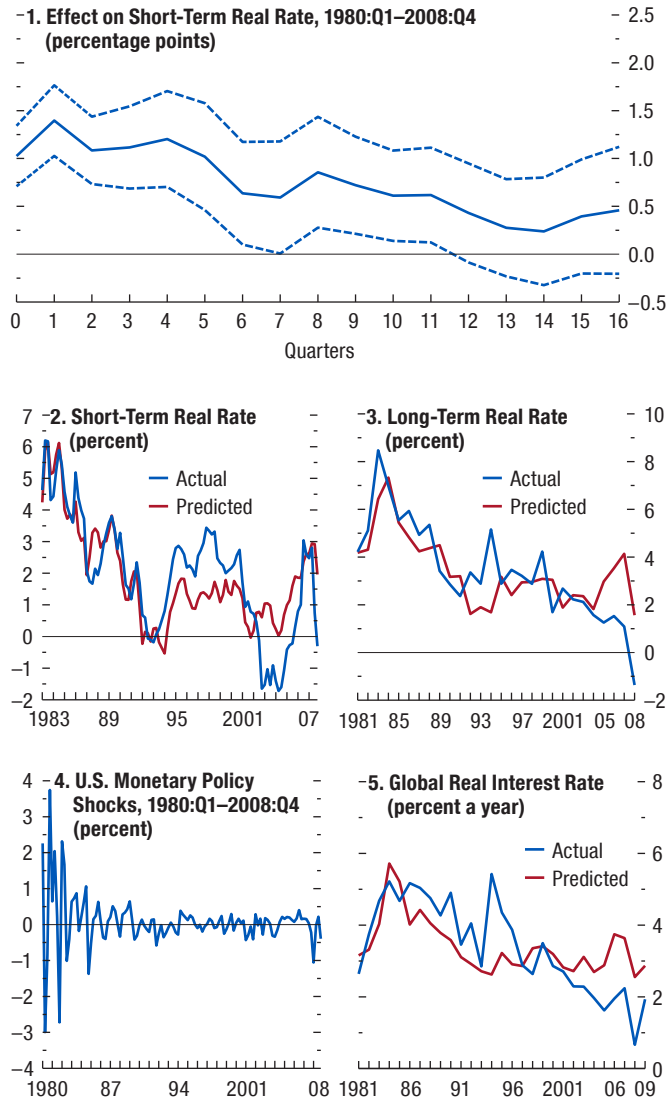 1. Effect on Short-Term Real Rate, 1980:Q1–2008:Q4
(percentage points)
2.5
2.0
1.5
1.0
0.5
0.0
–0.5
0 1 2 3 4 5 6 7 8 9 10 11 12 13 14 15 16
Quarters
2. Short-Term Real Rate
(percent)
Actual
Predicted
7
6
5
4
3
2
1
0
–1
–2
1983 89 95 2001 07
3. Long-Term Real Rate
(percent)
Actual
Predicted
10
8
6
4
2
0
–2
1981 85 89 93 97 2001 05 08
4. U.S. Monetary Policy
Shocks, 1980:Q1–2008:Q4
(percent)
4
3
2
1
0
–1
–2
–3
–4
1980 87 94 2001 08
5. Global Real Interest Rate
(percent a year)
Actual
Predicted
8
6
4
2
0
1981 86 91 96 2001 06 09